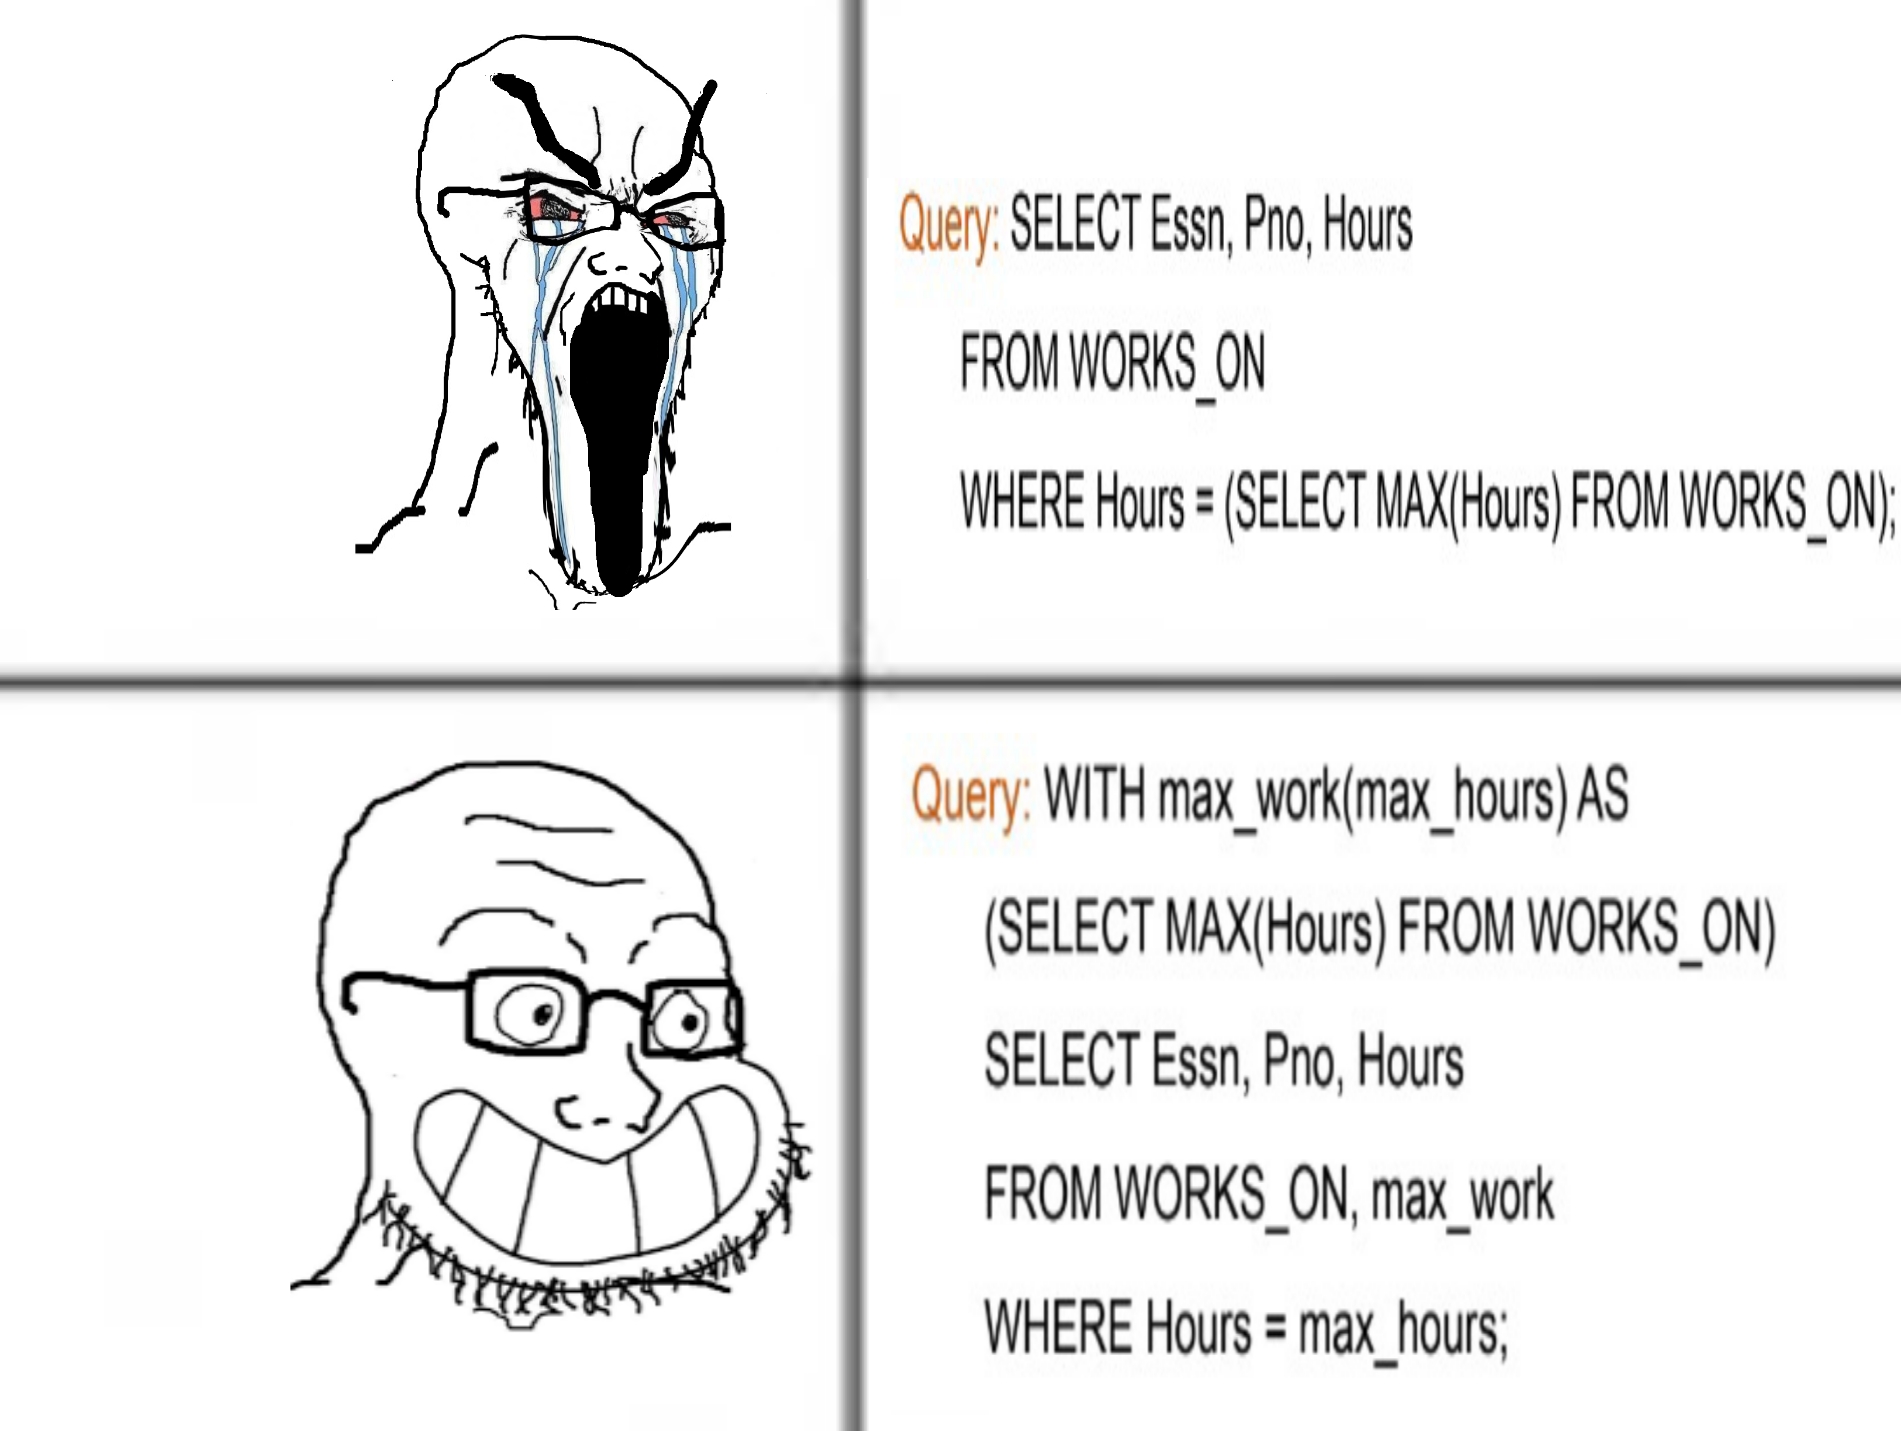 Query: SELECT Essn, Pno, Hours
FROM WORKS_ON
WHERE Hours = (SELECT MAX(Hours) FROM WORKS_ON);
Query: WITH max_work(max_hours) AS
(SELECT MAX(Hours) FROM WORKS_ON)
SELECT Essn, Pno, Hours
FROM WORKS_ON, max_work
WHERE Hours = max_hours;